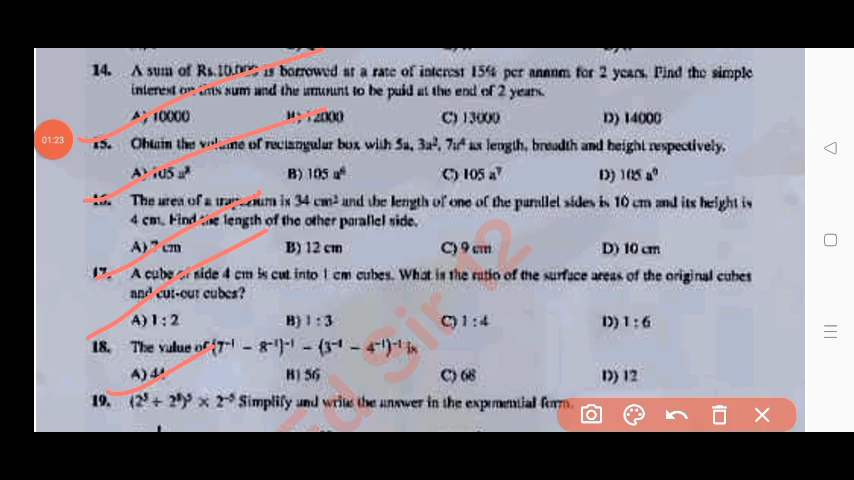 14. A sum of Rs.10,000 is borrowed at a rate of interest 15% per annum for 2 years. Find the simple
interest on this sum and the amount to be paid at the end of 2 years.
A) 10000 B) 12000 C) 13000 D) 14000
01:23
15. Obtain the volume of rectangular box with 5a, 3a², 7a⁴ as length, breadth and height respectively.
A) 105 a⁸ B) 105 a⁶ C) 105 a⁷ D) 105 a⁹
16. The area of a trapezium is 34 cm² and the length of one of the parallel sides is 10 cm and its height is
4 cm. Find the length of the other parallel side.
A) 7 cm B) 12 cm C) 9 cm D) 10 cm
17. A cube of side 4 cm is cut into 1 cm cubes. What is the ratio of the surface areas of the original cubes
and cut-out cubes?
A) 1 : 2 B) 1 : 3 C) 1 : 4 D) 1 : 6
18. The value of (7⁻¹ − 8⁻¹)⁻¹ − (3⁻¹ − 4⁻¹)⁻¹ is
A) 44 B) 56 C) 68 D) 12
19. (2⁵ ÷ 2⁸)⁵ × 2⁻⁵ Simplify and write the answer in the exponential form.
Ed Sir 12